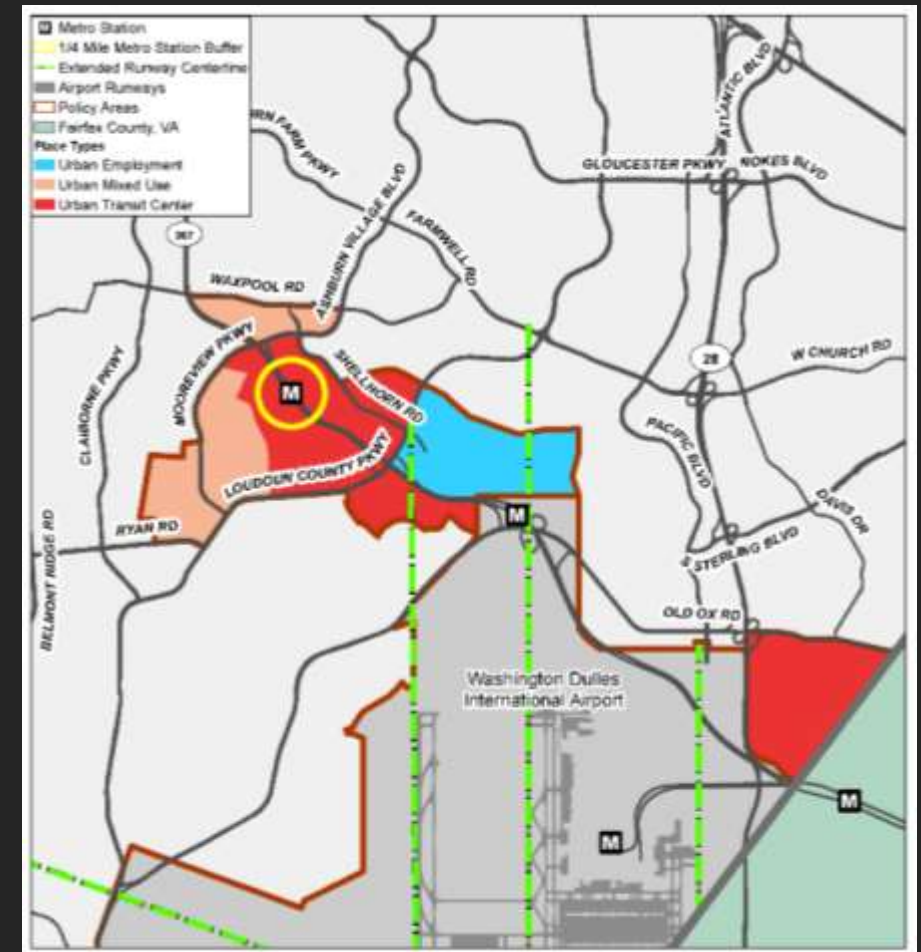 M Metro Station
1/4 Mile Metro Station Buffer
Extended Runway Centerline
Airport Runways
Policy Areas
Fairfax County, VA
Place Types
Urban Employment
Urban Mixed Use
Urban Transit Center
RN FARM PKWY
ATLANTIC BLVD
GLOUCESTER PKWY
NOKES BLVD
ASHBURN VILLAGE BLVD
FARMWELL RD
267
WAXPOOL RD
MOOREVIEW PKWY
SHELLHORN RD
28
W CHURCH RD
CLAIBORNE PKWY
M
PACIFIC BLVD
LOUDOUN COUNTY PKWY
DAVIS DR
RYAN RD
M
S STERLING BLVD
BELMONT RIDGE RD
OLD OX RD
Washington Dulles
International Airport
M
M